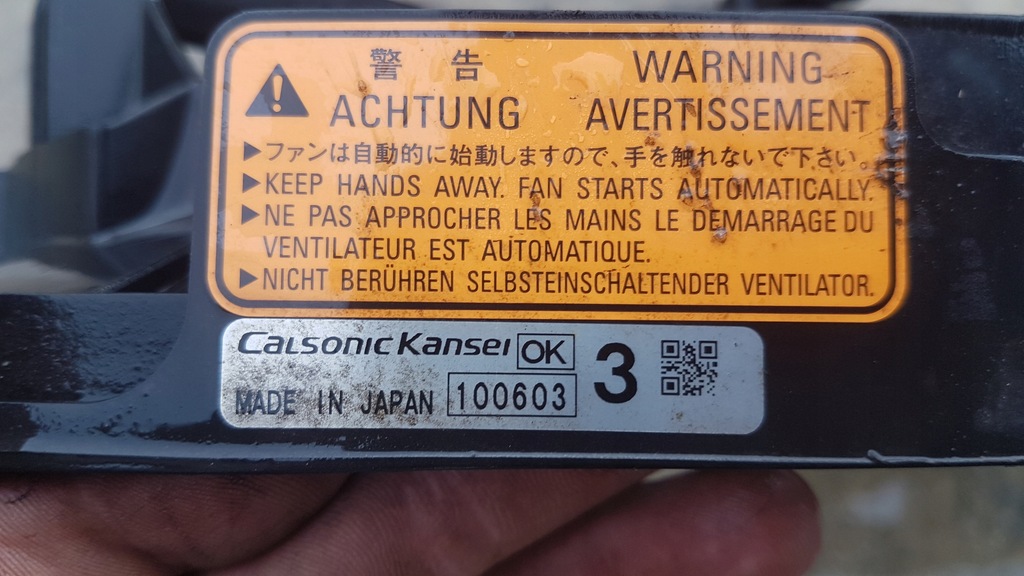 警告 WARNING
ACHTUNG AVERTISSEMENT
▶ファンは自動的に始動しますので、手を触れないで下さい。
▶KEEP HANDS AWAY. FAN STARTS AUTOMATICALLY.
▶NE PAS APPROCHER LES MAINS LE DEMARRAGE DU
VENTILATEUR EST AUTOMATIQUE.
▶NICHT BERÜHREN SELBSTEINSCHALTENDER VENTILATOR.
CALSONIC KANSEI OK 3
MADE IN JAPAN 100603